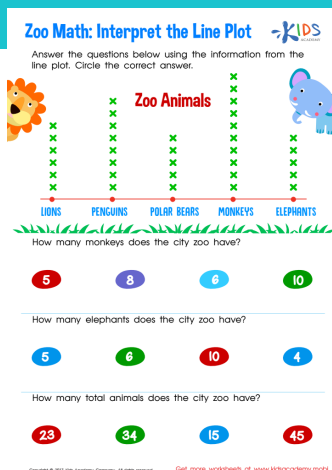 Zoo Math: Interpret the Line Plot
KIDS
ACADEMY
Answer the questions below using the information from the
line plot. Circle the correct answer.
Zoo Animals
LIONS PENGUINS POLAR BEARS MONKEYS ELEPHANTS
How many monkeys does the city zoo have?
5 8 6 10
How many elephants does the city zoo have?
5 6 10 4
How many total animals does the city zoo have?
23 34 15 45
Get more worksheets at www.kidsacademy.mobi